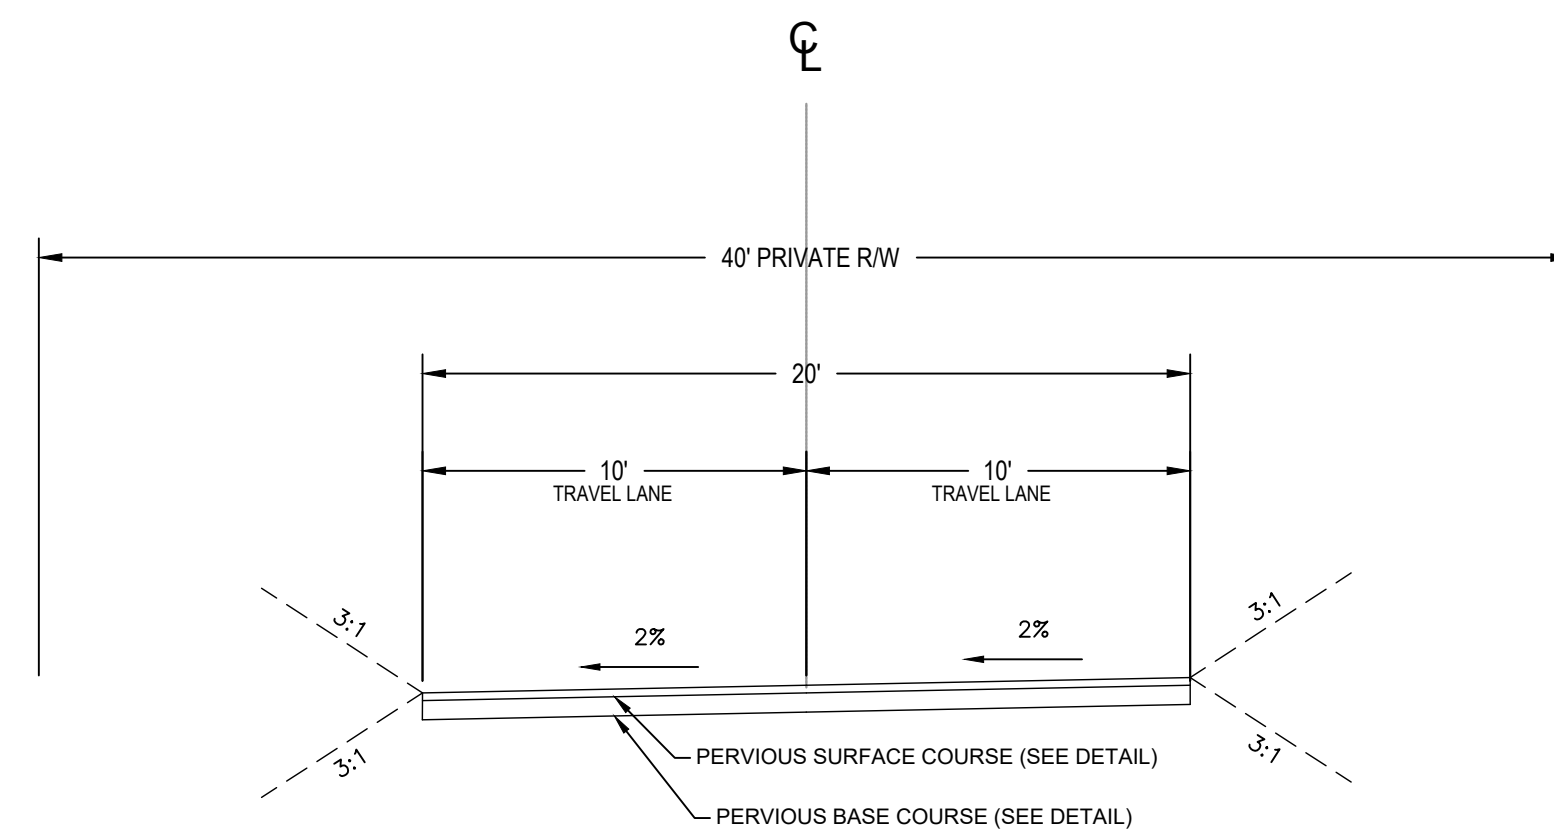 ℄
40' PRIVATE R/W
20'
10'
TRAVEL LANE
10'
TRAVEL LANE
3:1
2%
2%
3:1
3:1
3:1
PERVIOUS SURFACE COURSE (SEE DETAIL)
PERVIOUS BASE COURSE (SEE DETAIL)